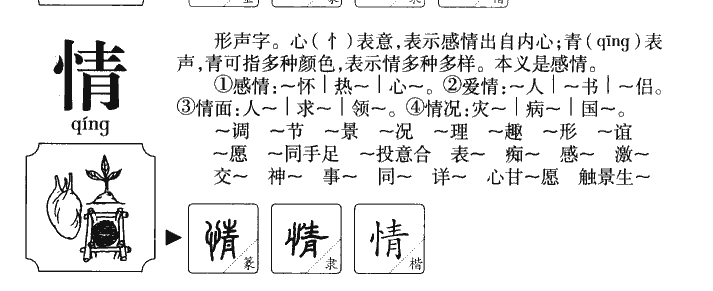 情
qíng
形声字。心(忄)表意,表示感情出自内心;青(qīng)表
声,青可指多种颜色,表示情多种多样。本义是感情。
①感情:～怀｜热～｜心～。②爱情:～人｜～书｜～侣。
③情面:人～｜求～｜领～。④情况:灾～｜病～｜国～。
～调 ～节 ～景 ～况 ～理 ～趣 ～形 ～谊
～愿 ～同手足 ～投意合 表～ 痴～ 感～ 激～
交～ 神～ 事～ 同～ 详～ 心甘～愿 触景生～
情 篆 情 隶 情 楷